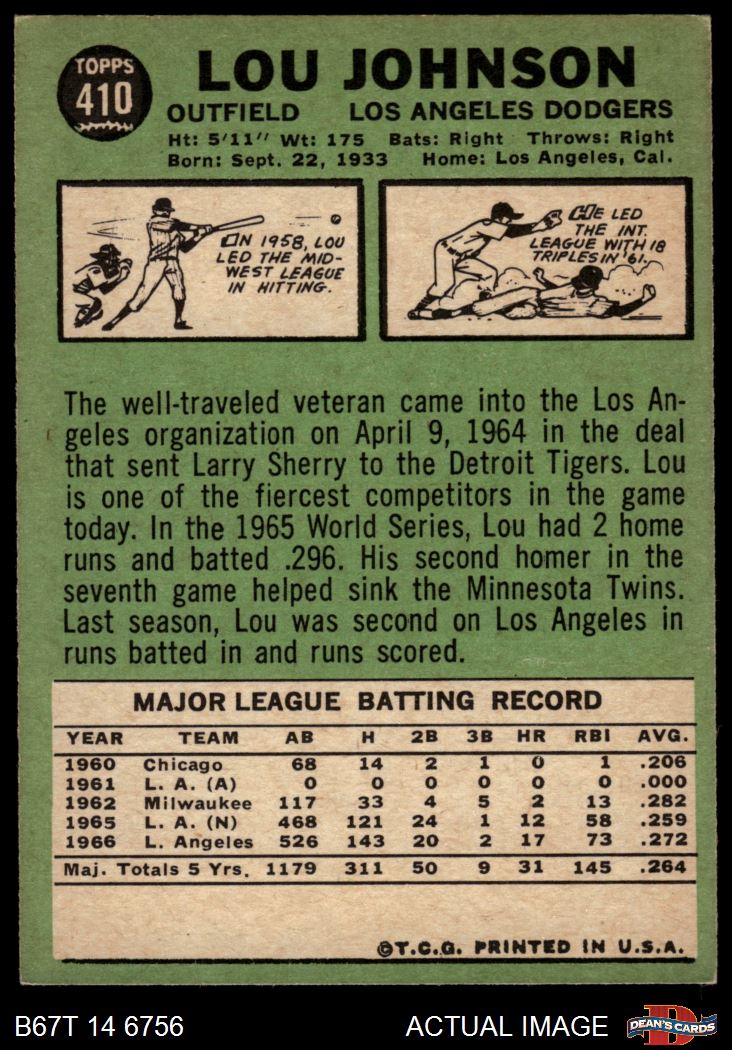 TOPPS
410
LOU JOHNSON
OUTFIELD LOS ANGELES DODGERS
Ht: 5'11" Wt: 175 Bats: Right Throws: Right
Born: Sept. 22, 1933 Home: Los Angeles, Cal.
IN 1958, LOU
LED THE MID-
WEST LEAGUE
IN HITTING.
HE LED
THE INT.
LEAGUE WITH 18
TRIPLES IN '61.
The well-traveled veteran came into the Los An-
geles organization on April 9, 1964 in the deal
that sent Larry Sherry to the Detroit Tigers. Lou
is one of the fiercest competitors in the game
today. In the 1965 World Series, Lou had 2 home
runs and batted .296. His second homer in the
seventh game helped sink the Minnesota Twins.
Last season, Lou was second on Los Angeles in
runs batted in and runs scored.
MAJOR LEAGUE BATTING RECORD
YEAR TEAM AB H 2B 3B HR RBI AVG.
1960 Chicago 68 14 2 1 0 1 .206
1961 L. A. (A) 0 0 0 0 0 0 .000
1962 Milwaukee 117 33 4 5 2 13 .282
1965 L. A. (N) 468 121 24 1 12 58 .259
1966 L. Angeles 526 143 20 2 17 73 .272
Maj. Totals 5 Yrs. 1179 311 50 9 31 145 .264
©T.C.G. PRINTED IN U.S.A.
B67T 14 6756 ACTUAL IMAGE
D
DEAN'S CARDS